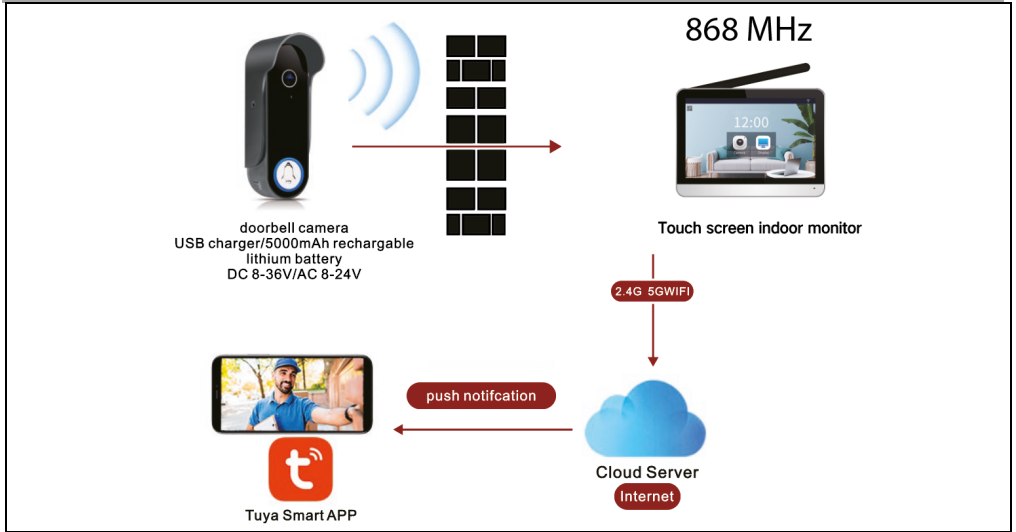 868 MHz
12:00
doorbell camera
USB charger/5000mAh rechargable
lithium battery
DC 8-36V/AC 8-24V
Touch screen indoor monitor
2.4G 5GWIFI
push notifcation
Cloud Server
Internet
Tuya Smart APP